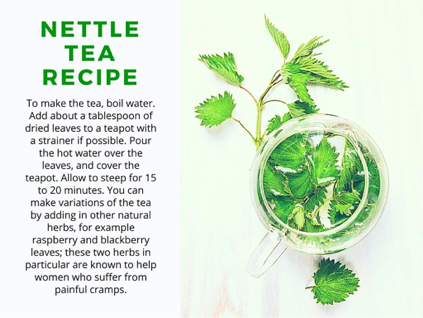 NETTLE
TEA
RECIPE
To make the tea, boil water.
Add about a tablespoon of
dried leaves to a teapot with
a strainer if possible. Pour
the hot water over the
leaves, and cover the
teapot. Allow to steep for 15
to 20 minutes. You can
make variations of the tea
by adding in other natural
herbs, for example
raspberry and blackberry
leaves; these two herbs in
particular are known to help
women who suffer from
painful cramps.